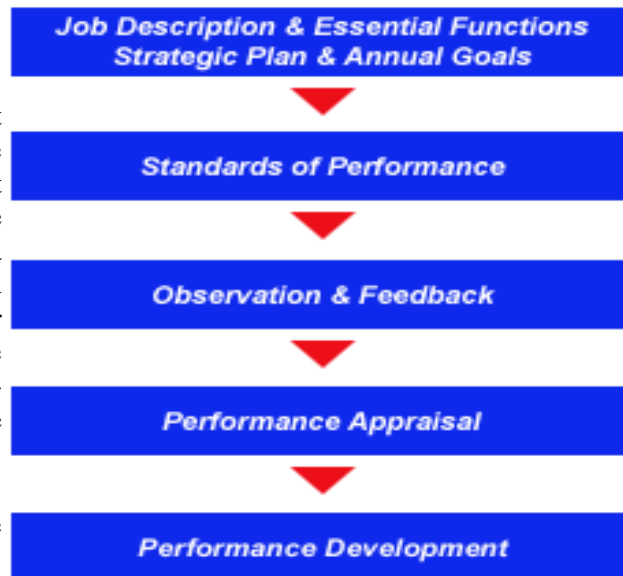 Job Description & Essential Functions
Strategic Plan & Annual Goals
Standards of Performance
Observation & Feedback
Performance Appraisal
Performance Development